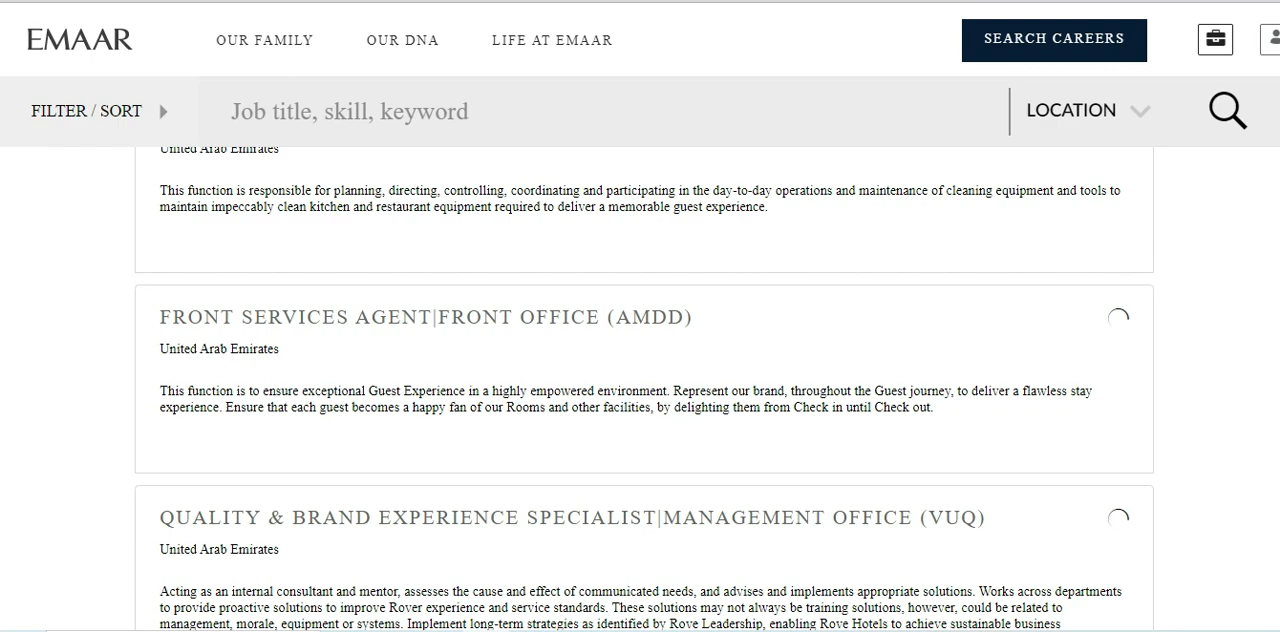 EMAAR
OUR FAMILY
OUR DNA
LIFE AT EMAAR
SEARCH CAREERS
FILTER / SORT
Job title, skill, keyword
LOCATION
United Arab Emirates
This function is responsible for planning, directing, controlling, coordinating and participating in the day-to-day operations and maintenance of cleaning equipment and tools to
maintain impeccably clean kitchen and restaurant equipment required to deliver a memorable guest experience.
FRONT SERVICES AGENT|FRONT OFFICE (AMDD)
United Arab Emirates
This function is to ensure exceptional Guest Experience in a highly empowered environment. Represent our brand, throughout the Guest journey, to deliver a flawless stay
experience. Ensure that each guest becomes a happy fan of our Rooms and other facilities, by delighting them from Check in until Check out.
QUALITY & BRAND EXPERIENCE SPECIALIST|MANAGEMENT OFFICE (VUQ)
United Arab Emirates
Acting as an internal consultant and mentor, assesses the cause and effect of communicated needs, and advises and implements appropriate solutions. Works across departments
to provide proactive solutions to improve Rover experience and service standards. These solutions may not always be training solutions, however, could be related to
management, morale, equipment or systems. Implement long-term strategies as identified by Rove Leadership, enabling Rove Hotels to achieve sustainable business